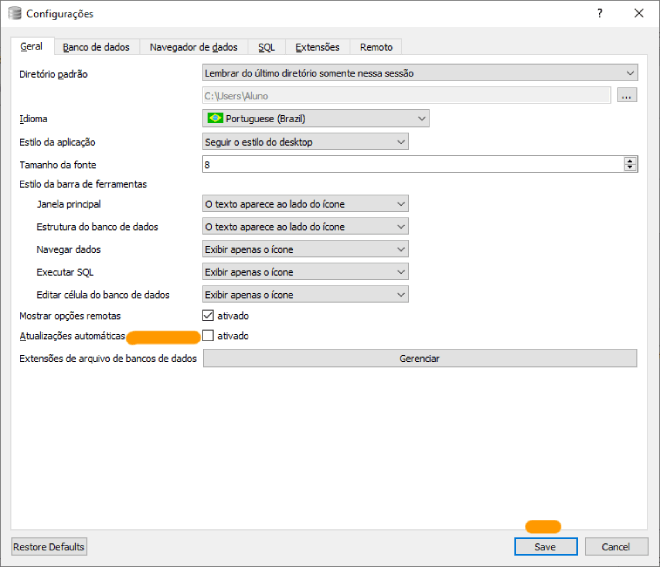 Configurações
?
Geral Banco de dados Navegador de dados SQL Extensões Remoto
Diretório padrão Lembrar do último diretório somente nessa sessão
C:\Users\Aluno ...
Idioma Portuguese (Brazil)
Estilo da aplicação Seguir o estilo do desktop
Tamanho da fonte 8
Estilo da barra de ferramentas
Janela principal O texto aparece ao lado do ícone
Estrutura do banco de dados O texto aparece ao lado do ícone
Navegar dados Exibir apenas o ícone
Executar SQL Exibir apenas o ícone
Editar célula do banco de dados Exibir apenas o ícone
Mostrar opções remotas ativado
Atualizações automáticas ativado
Extensões de arquivo de bancos de dados Gerenciar
Restore Defaults Save Cancel